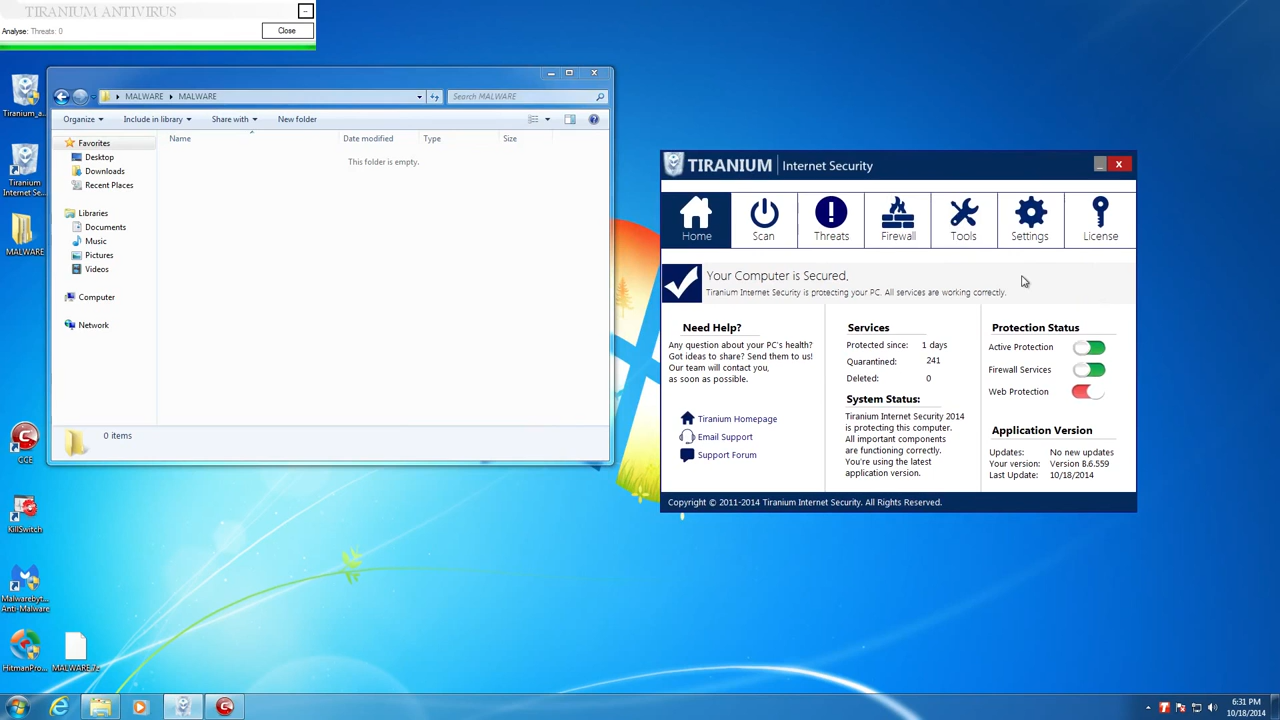 TIRANIUM ANTIVIRUS
--
Analyse: Threats: 0
Close
MALWARE MALWARE
Search MALWARE
Organize Include in library Share with New folder
Favorites
Desktop
Downloads
Recent Places
Libraries
Documents
Music
Pictures
Videos
Computer
Network
Name Date modified Type Size
This folder is empty.
0 items
Tiranium_a...
Tiranium
Internet Se...
MALWARE
CCE
KillSwitch
Malwarebyt...
Anti-Malware
HitmanPro...
MALWARE.7z
TIRANIUM Internet Security
Home
Scan
Threats
Firewall
Tools
Settings
License
Your Computer is Secured,
Tiranium Internet Security is protecting your PC. All services are working correctly.
Need Help?
Any question about your PC's health?
Got ideas to share? Send them to us!
Our team will contact you,
as soon as possible.
Tiranium Homepage
Email Support
Support Forum
Services
Protected since: 1 days
Quarantined: 241
Deleted: 0
System Status:
Tiranium Internet Security 2014
is protecting this computer.
All important components
are functioning correctly.
You're using the latest
application version.
Protection Status
Active Protection
Firewall Services
Web Protection
Application Version
Updates: No new updates
Your version: Version 8.6.559
Last Update: 10/18/2014
Copyright © 2011-2014 Tiranium Internet Security. All Rights Reserved.
6:31 PM
10/18/2014